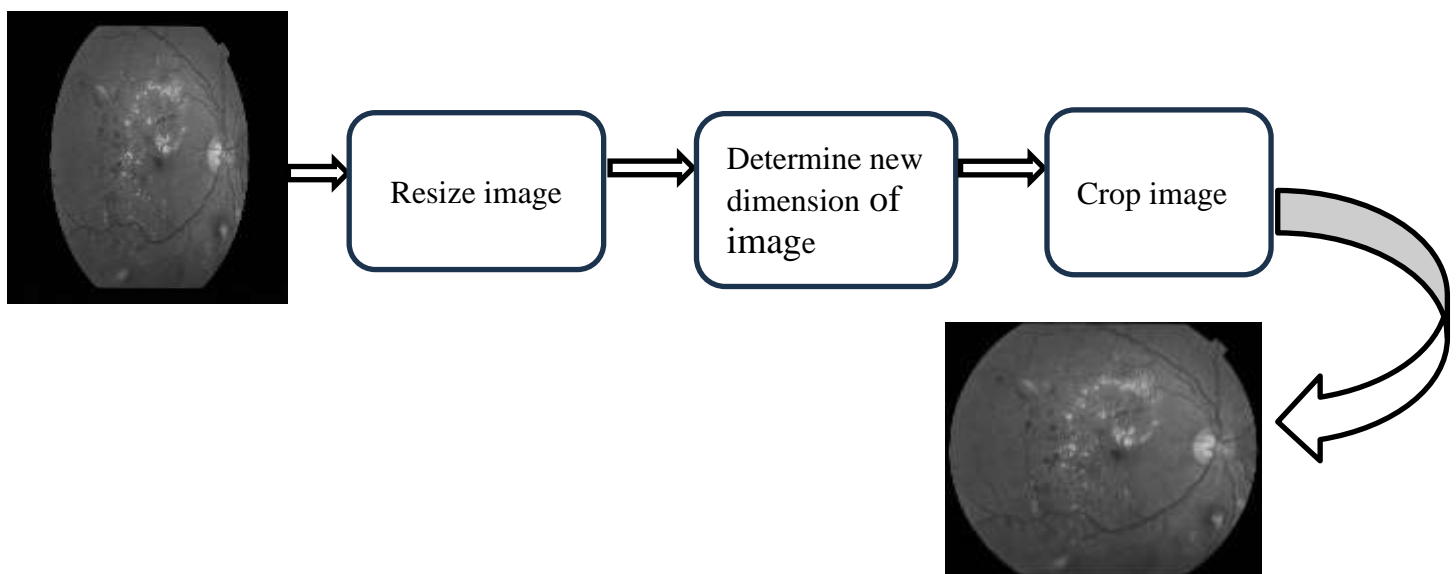 Resize image
Determine new
dimension of
image
Crop image